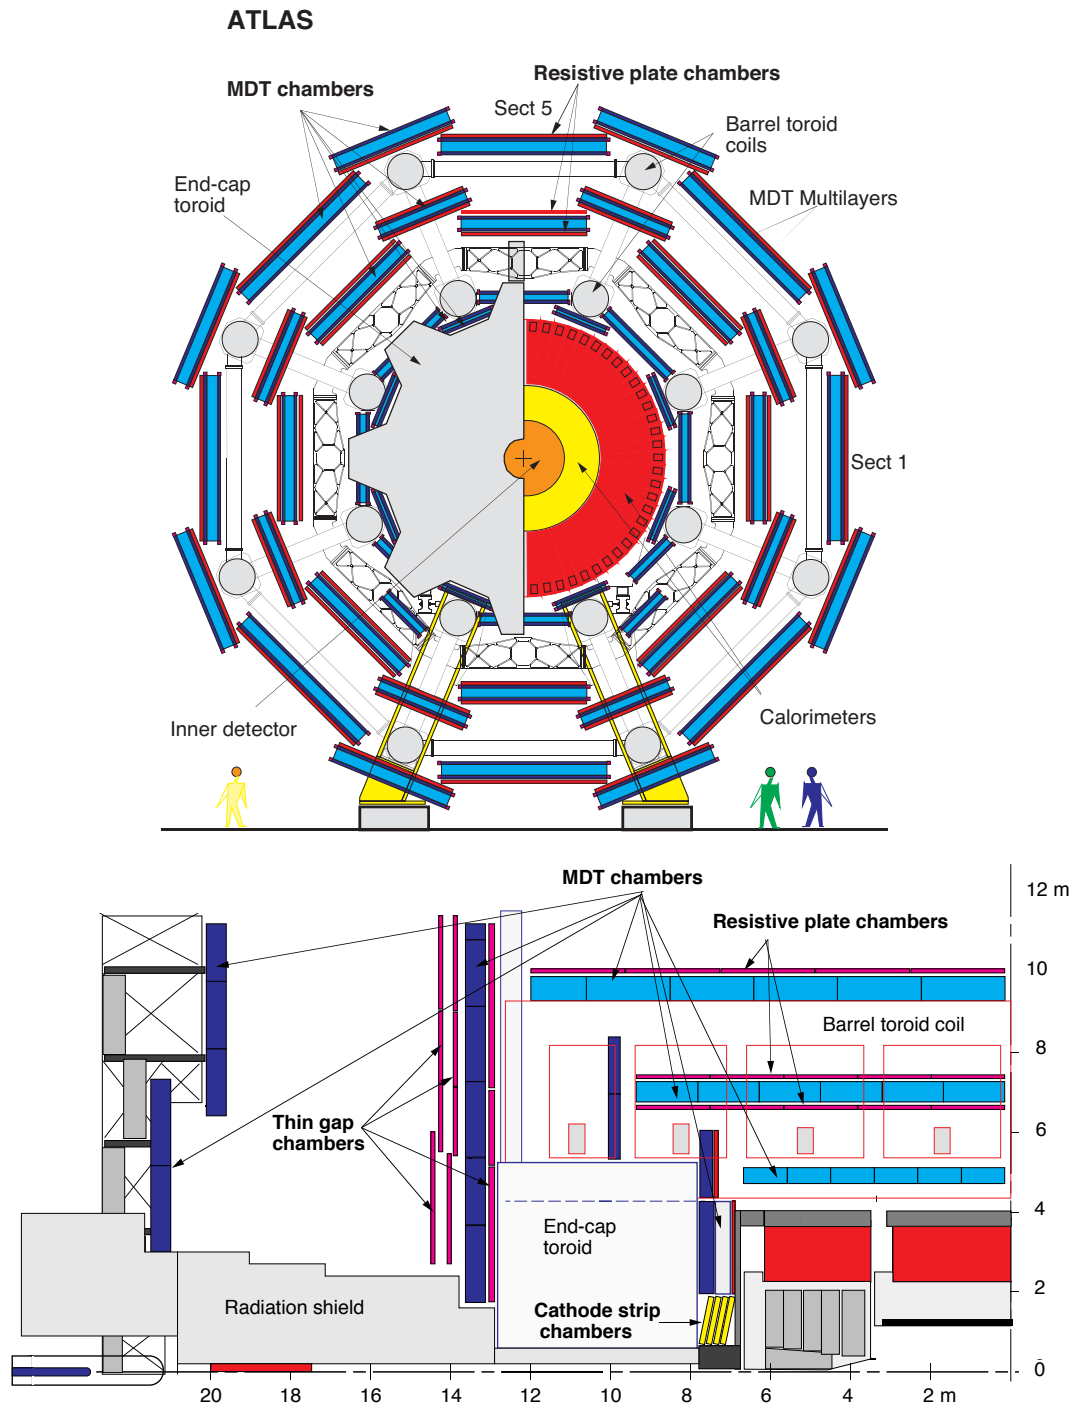 ATLAS
Resistive plate chambers
MDT chambers
Sect 5
Barrel toroid
coils
End-cap
toroid
MDT Multilayers
Sect 1
Inner detector
Calorimeters
MDT chambers
12 m
Resistive plate chambers
10
Barrel toroid coil
8
Thin gap
chambers
6
4
End-cap
toroid
2
Radiation shield
Cathode strip
chambers
0
20 18 16 14 12 10 8 6 4 2 m